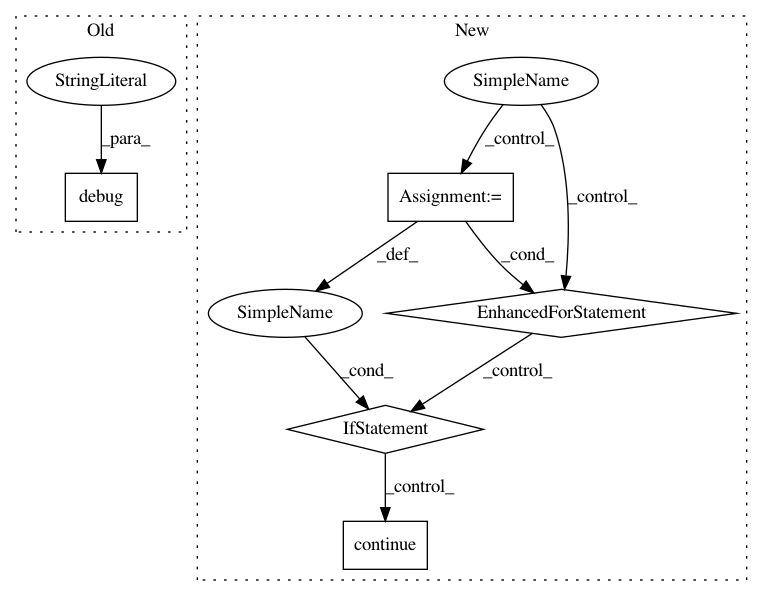 Old
New
StringLiteral
SimpleName
_para_
_control_
debug
Assignment:=
_control_
_def_
_cond_
SimpleName
EnhancedForStatement
_cond_
_control_
IfStatement
_control_
continue